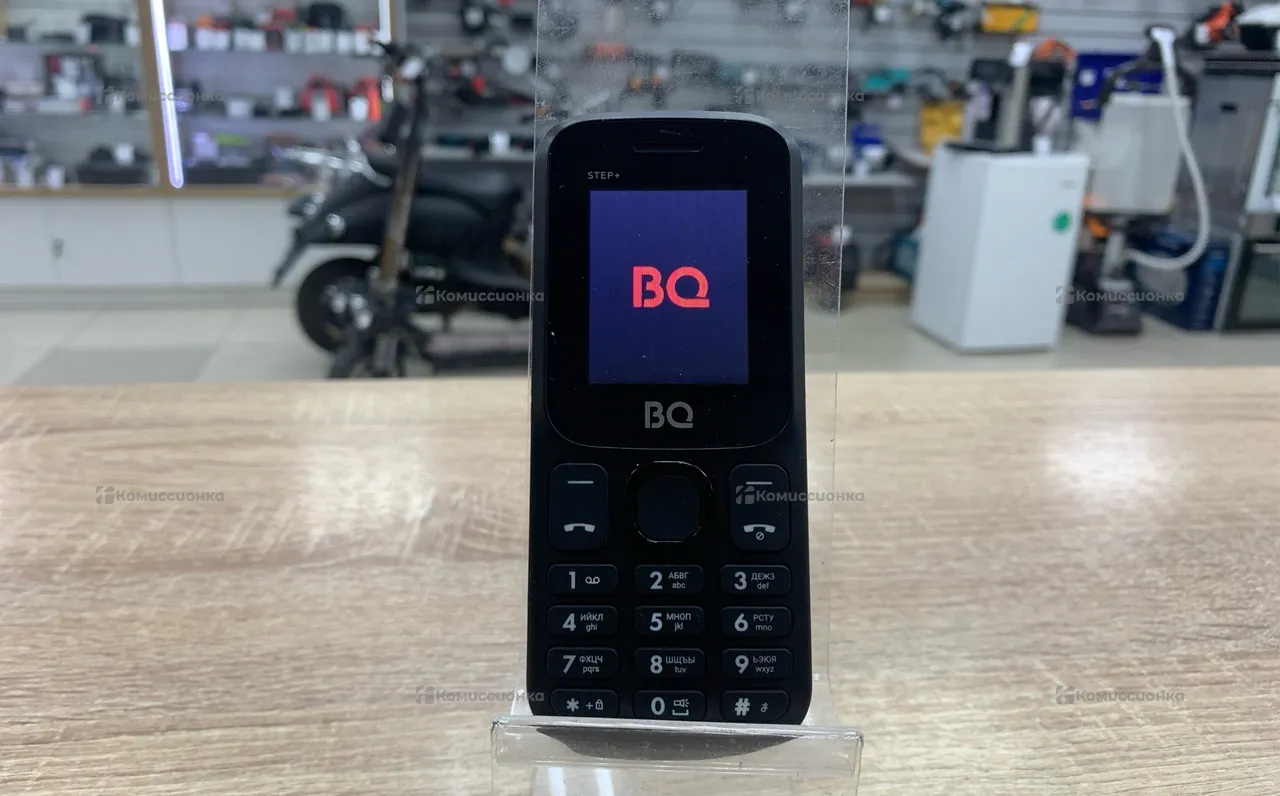 Комиссионка
Комиссионка
STEP+
BQ
Комиссионка
Комиссионка
BQ
Комиссионка
Комиссионка
1
2 АБВГ abc
3 ДЕЖЗ def
4 ИЙКЛ ghi
5 МНОП jkl
6 РСТУ mno
7 ФХЦЧ pqrs
8 ШЩЪЫ tuv
9 ЬЭЮЯ wxyz
Комиссионка
Комиссионка
* +
0
#